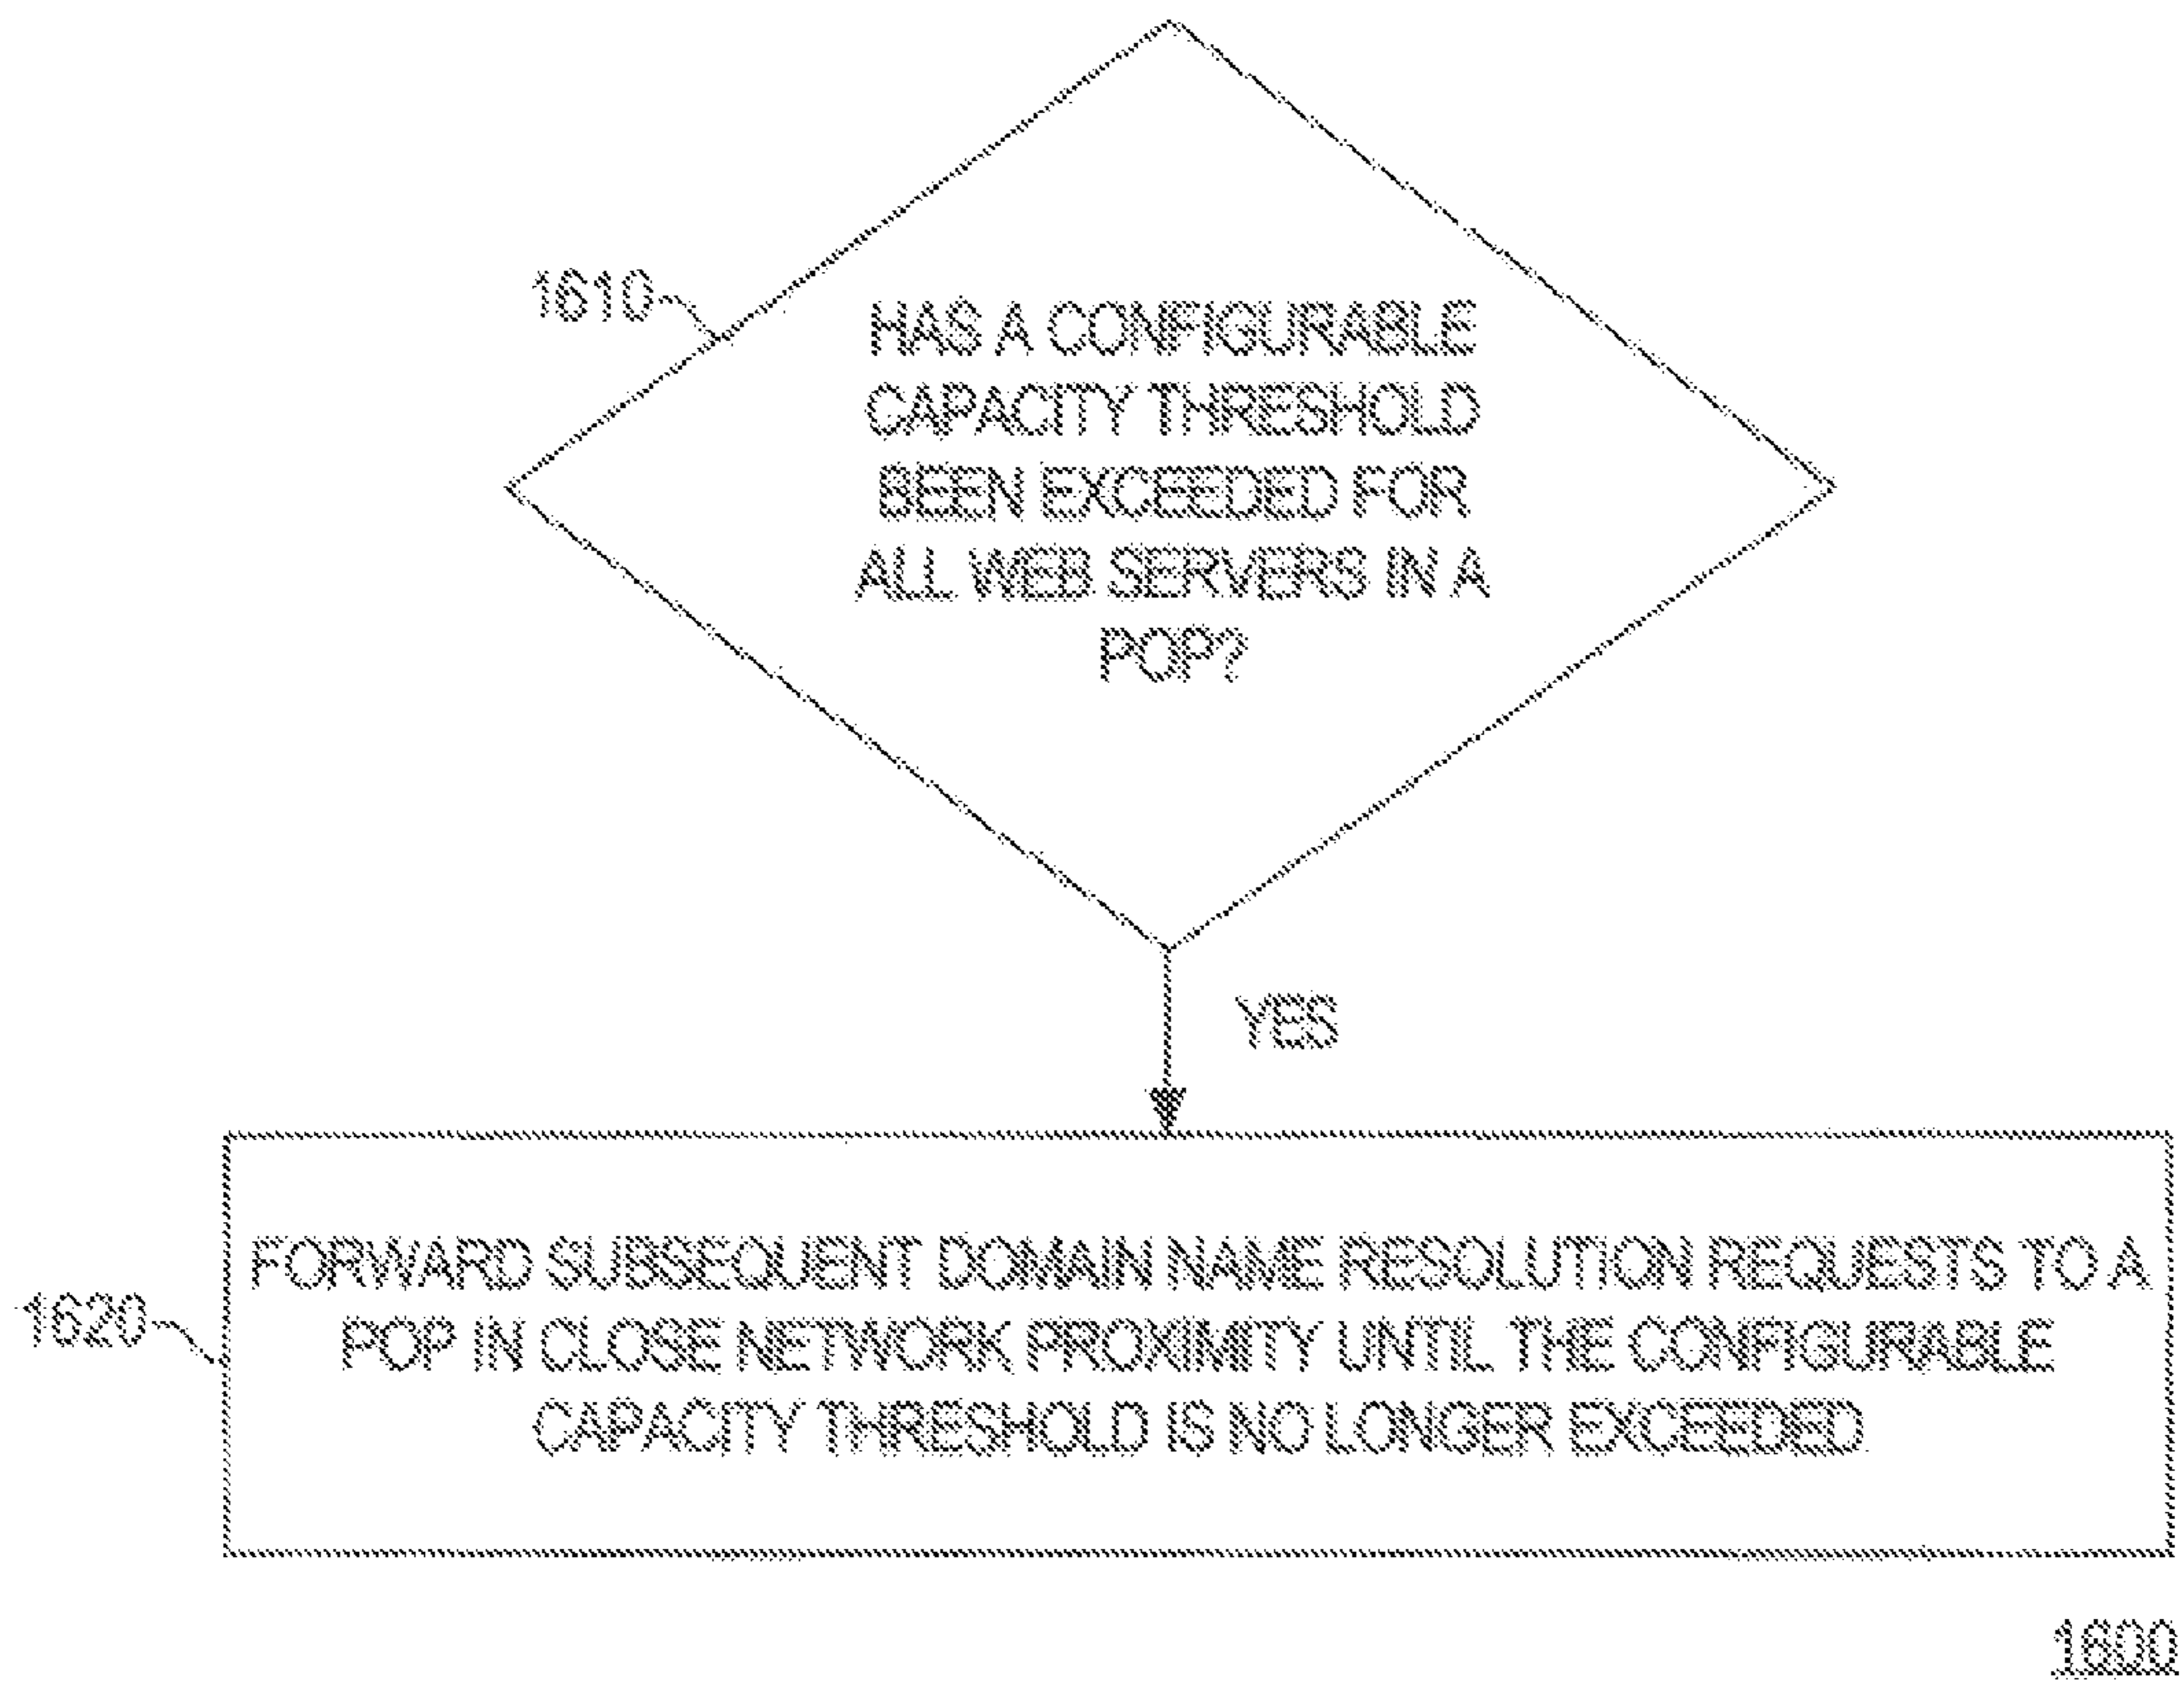 1610
HAS A CONFIGURABLE
CAPACITY THRESHOLD
BEEN EXCEEDED FOR
ALL WEB SERVERS IN A
POP?
YES
1620
FORWARD SUBSEQUENT DOMAIN NAME RESOLUTION REQUESTS TO A
POP IN CLOSE NETWORK PROXIMITY UNTIL THE CONFIGURABLE
CAPACITY THRESHOLD IS NO LONGER EXCEEDED
1600